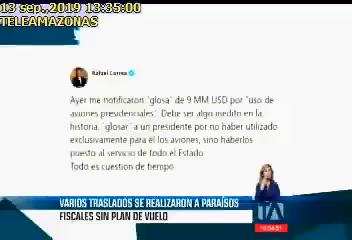 13 sep.,2019 13:35:00
TELEAMAZONAS
Rafael Correa
Ayer me notificaron "glosa" de 9 MM USD por "uso de
aviones presidenciales". Debe ser algo inédito en la
historia, "glosar" a un presidente por no haber utilizado
exclusivamente para él los aviones, sino haberlos
puesto al servicio de todo el Estado.
Todo es cuestión de tiempo
VARIOS TRASLADOS SE REALIZARON A PARAÍSOS
FISCALES SIN PLAN DE VUELO